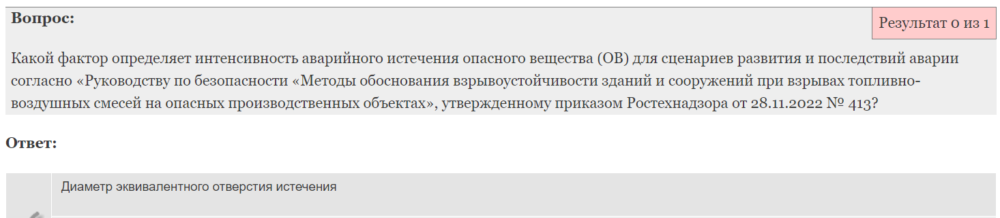 Вопрос:
Результат 0 из 1
Какой фактор определяет интенсивность аварийного истечения опасного вещества (ОВ) для сценариев развития и последствий аварии
согласно «Руководству по безопасности «Методы обоснования взрывоустойчивости зданий и сооружений при взрывах топливно-
воздушных смесей на опасных производственных объектах», утвержденному приказом Ростехнадзора от 28.11.2022 № 413?
Ответ:
Диаметр эквивалентного отверстия истечения